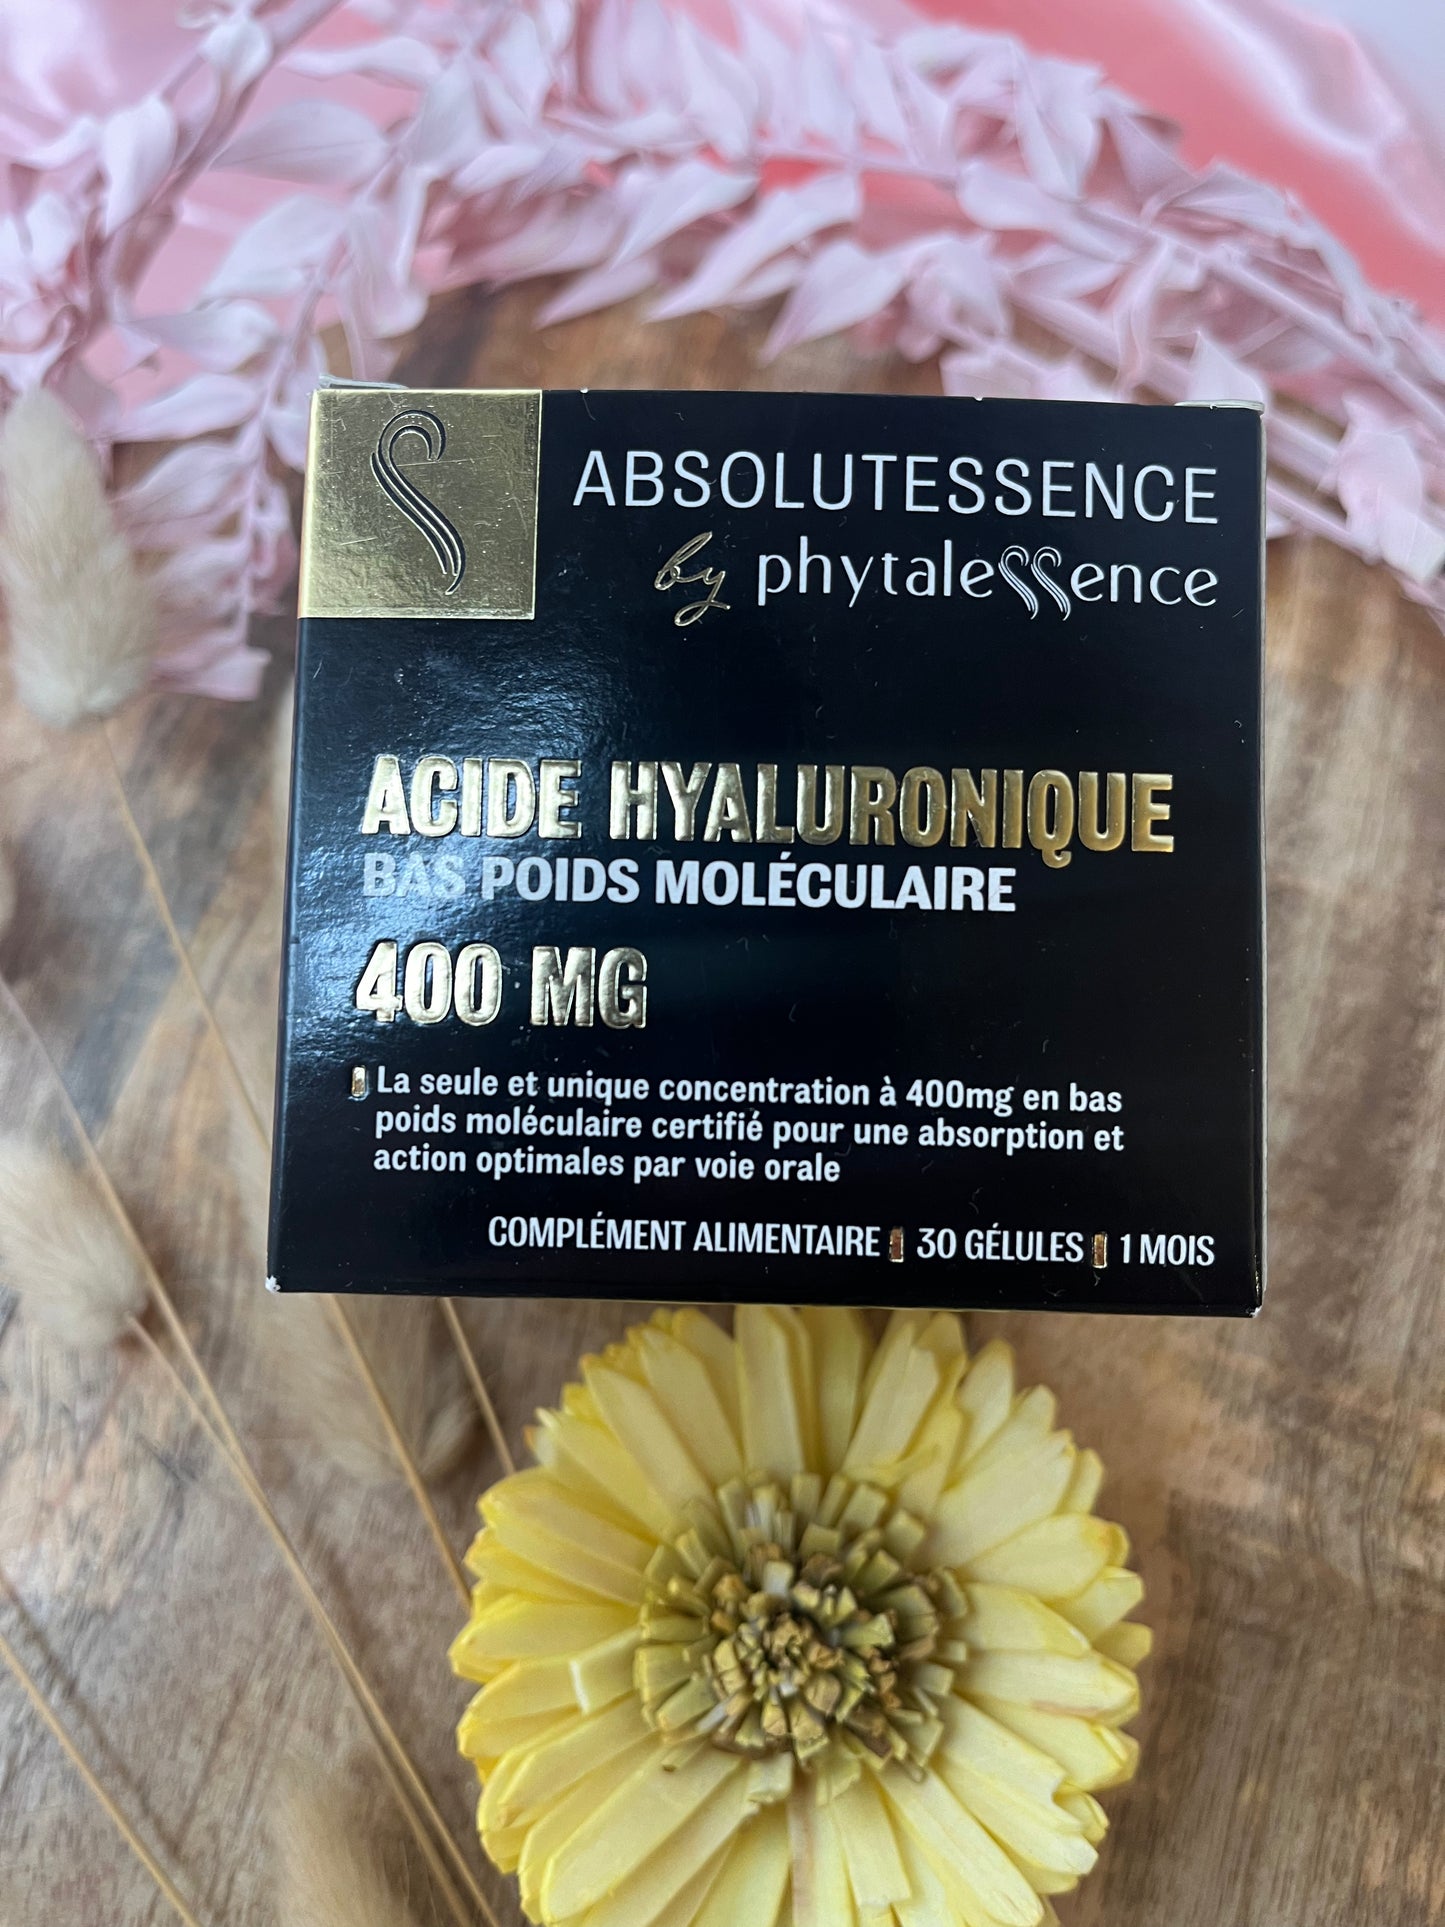 ABSOLUTESSENCE
by phytalessence
ACIDE HYALURONIQUE
BAS POIDS MOLÉCULAIRE
400 MG
La seule et unique concentration à 400mg en bas
poids moléculaire certifié pour une absorption et
action optimales par voie orale
COMPLÉMENT ALIMENTAIRE 30 GÉLULES 1 MOIS